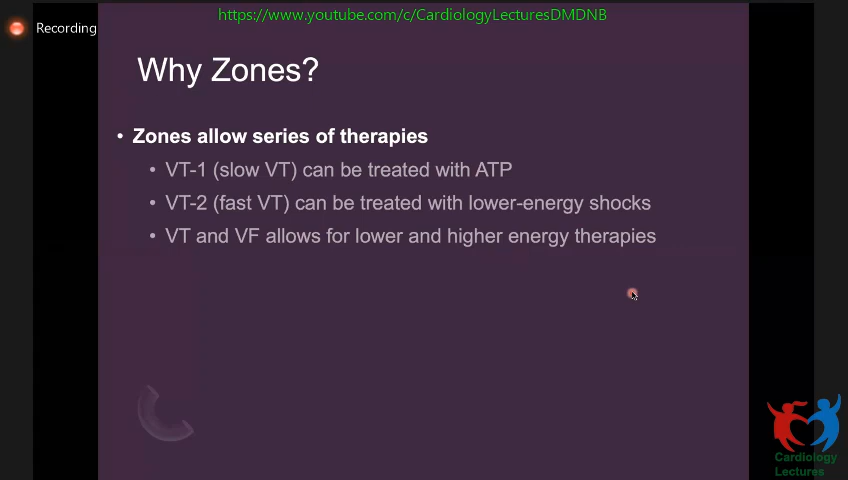 https://www.youtube.com/c/CardiologyLecturesDMDNB
Recording
Why Zones?
• Zones allow series of therapies
• VT-1 (slow VT) can be treated with ATP
• VT-2 (fast VT) can be treated with lower-energy shocks
• VT and VF allows for lower and higher energy therapies
Cardiology
Lectures